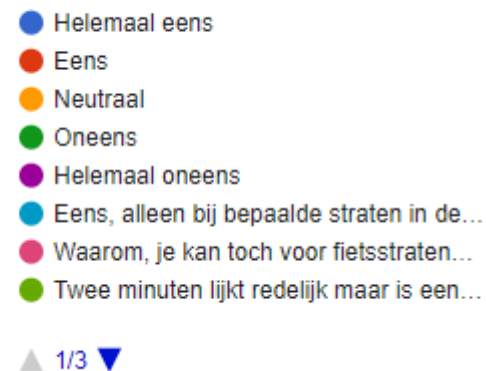 Helemaal eens
Eens
Neutraal
Oneens
Helemaal oneens
Eens, alleen bij bepaalde straten in de...
Waarom, je kan toch voor fietsstraten...
Twee minuten lijkt redelijk maar is een...
1/3